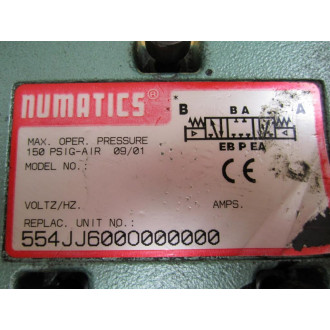 NUMATICS®
B BA A
MAX. OPER. PRESSURE
150 PSIG-AIR 09/01
EB P EA
MODEL NO.
CE
VOLTZ/HZ. AMPS.
REPLAC. UNIT NO.:
554JJ6000000000